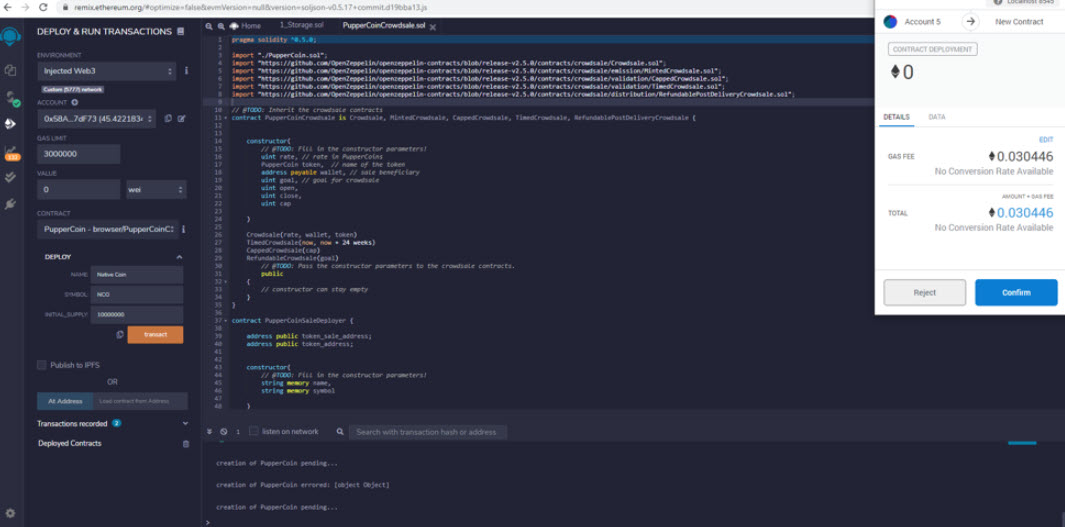 remix.ethereum.org/#optimize=false&evmVersion=null&version=soljson-v0.5.17+commit.d19bba13.js
DEPLOY & RUN TRANSACTIONS
ENVIRONMENT
Injected Web3
Custom (5777) network
ACCOUNT
0x58A...7dF73 (45.422183
GAS LIMIT
3000000
VALUE
0
wei
CONTRACT
PupperCoin - browser/PupperCoinC
DEPLOY
NAME:
Native Coin
SYMBOL:
NCO
INITIAL_SUPPLY:
10000000
transact
Publish to IPFS
OR
At Address
Load contract from Address
Transactions recorded 2
Deployed Contracts
Home
1_Storage.sol
PupperCoinCrowdsale.sol
1 pragma solidity ^0.5.0;
2
3 import "./PupperCoin.sol";
4 import "https://github.com/OpenZeppelin/openzeppelin-contracts/blob/release-v2.5.0/contracts/crowdsale/Crowdsale.sol";
5 import "https://github.com/OpenZeppelin/openzeppelin-contracts/blob/release-v2.5.0/contracts/crowdsale/emission/MintedCrowdsale.sol";
6 import "https://github.com/OpenZeppelin/openzeppelin-contracts/blob/release-v2.5.0/contracts/crowdsale/validation/CappedCrowdsale.sol";
7 import "https://github.com/OpenZeppelin/openzeppelin-contracts/blob/release-v2.5.0/contracts/crowdsale/validation/TimedCrowdsale.sol";
8 import "https://github.com/OpenZeppelin/openzeppelin-contracts/blob/release-v2.5.0/contracts/crowdsale/distribution/RefundablePostDeliveryCrowdsale.sol";
9
10 // @TODO: Inherit the crowdsale contracts
11 contract PupperCoinCrowdsale is Crowdsale, MintedCrowdsale, CappedCrowdsale, TimedCrowdsale, RefundablePostDeliveryCrowdsale {
12
13
14 constructor(
15 // @TODO: Fill in the constructor parameters!
16 uint rate, // rate in PupperCoins
17 PupperCoin token, // name of the token
18 address payable wallet, // sale beneficiary
19 uint goal, // goal for crowdsale
20 uint open,
21 uint close,
22 uint cap
23
24 )
25
26 Crowdsale(rate, wallet, token)
27 TimedCrowdsale(now, now + 24 weeks)
28 CappedCrowdsale(cap)
29 RefundableCrowdsale(goal)
30 // @TODO: Pass the constructor parameters to the crowdsale contracts.
31 public
32 {
33 // constructor can stay empty
34 }
35 }
36
37 contract PupperCoinSaleDeployer {
38
39 address public token_sale_address;
40 address public token_address;
41
42
43 constructor(
44 // @TODO: Fill in the constructor parameters!
45 string memory name,
46 string memory symbol
47
48 )
1
listen on network
Search with transaction hash or address
creation of PupperCoin pending...
creation of PupperCoin errored: [object Object]
creation of PupperCoin pending...
>
Localhost 8545
Account 5
New Contract
CONTRACT DEPLOYMENT
0
DETAILS
DATA
EDIT
GAS FEE
0.030446
No Conversion Rate Available
AMOUNT + GAS FEE
TOTAL
0.030446
No Conversion Rate Available
Reject
Confirm